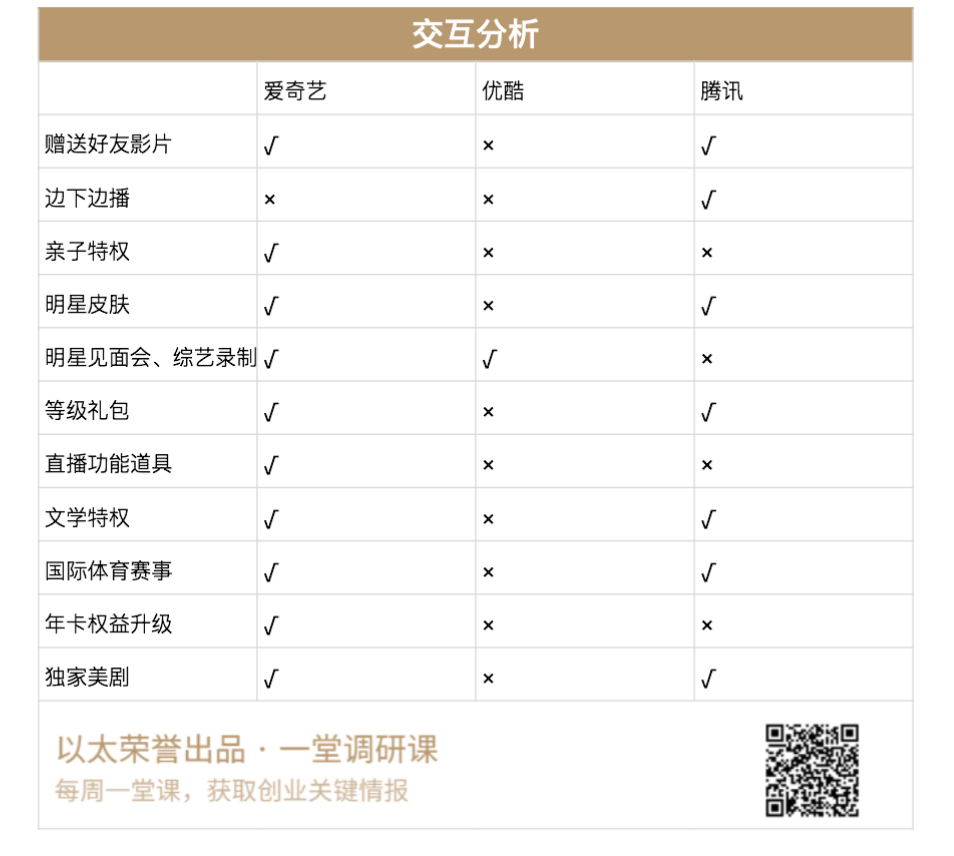 交互分析
爱奇艺 优酷 腾讯
赠送好友影片 √ × √
边下边播 × × √
亲子特权 √ × ×
明星皮肤 √ × √
明星见面会、综艺录制 √ √ ×
等级礼包 √ × √
直播功能道具 √ × ×
文学特权 √ × √
国际体育赛事 √ × √
年卡权益升级 √ × ×
独家美剧 √ × √
以太荣誉出品 · 一堂调研课
每周一堂课，获取创业关键情报